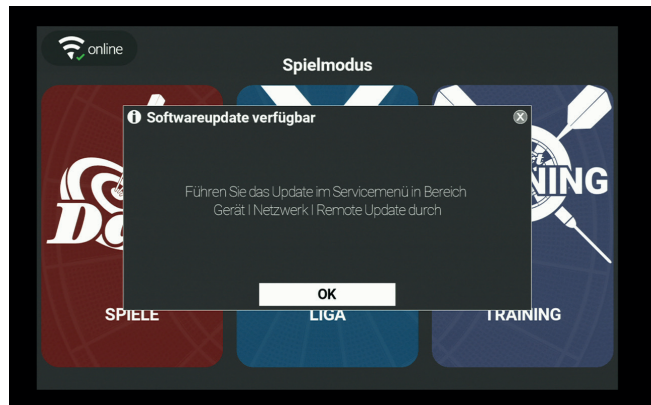 online
Spielmodus
Softwareupdate verfügbar
Führen Sie das Update im Servicemenü in Bereich
Gerät | Netzwerk | Remote Update durch
OK
NING
SPIELE
LIGA
TRAINING